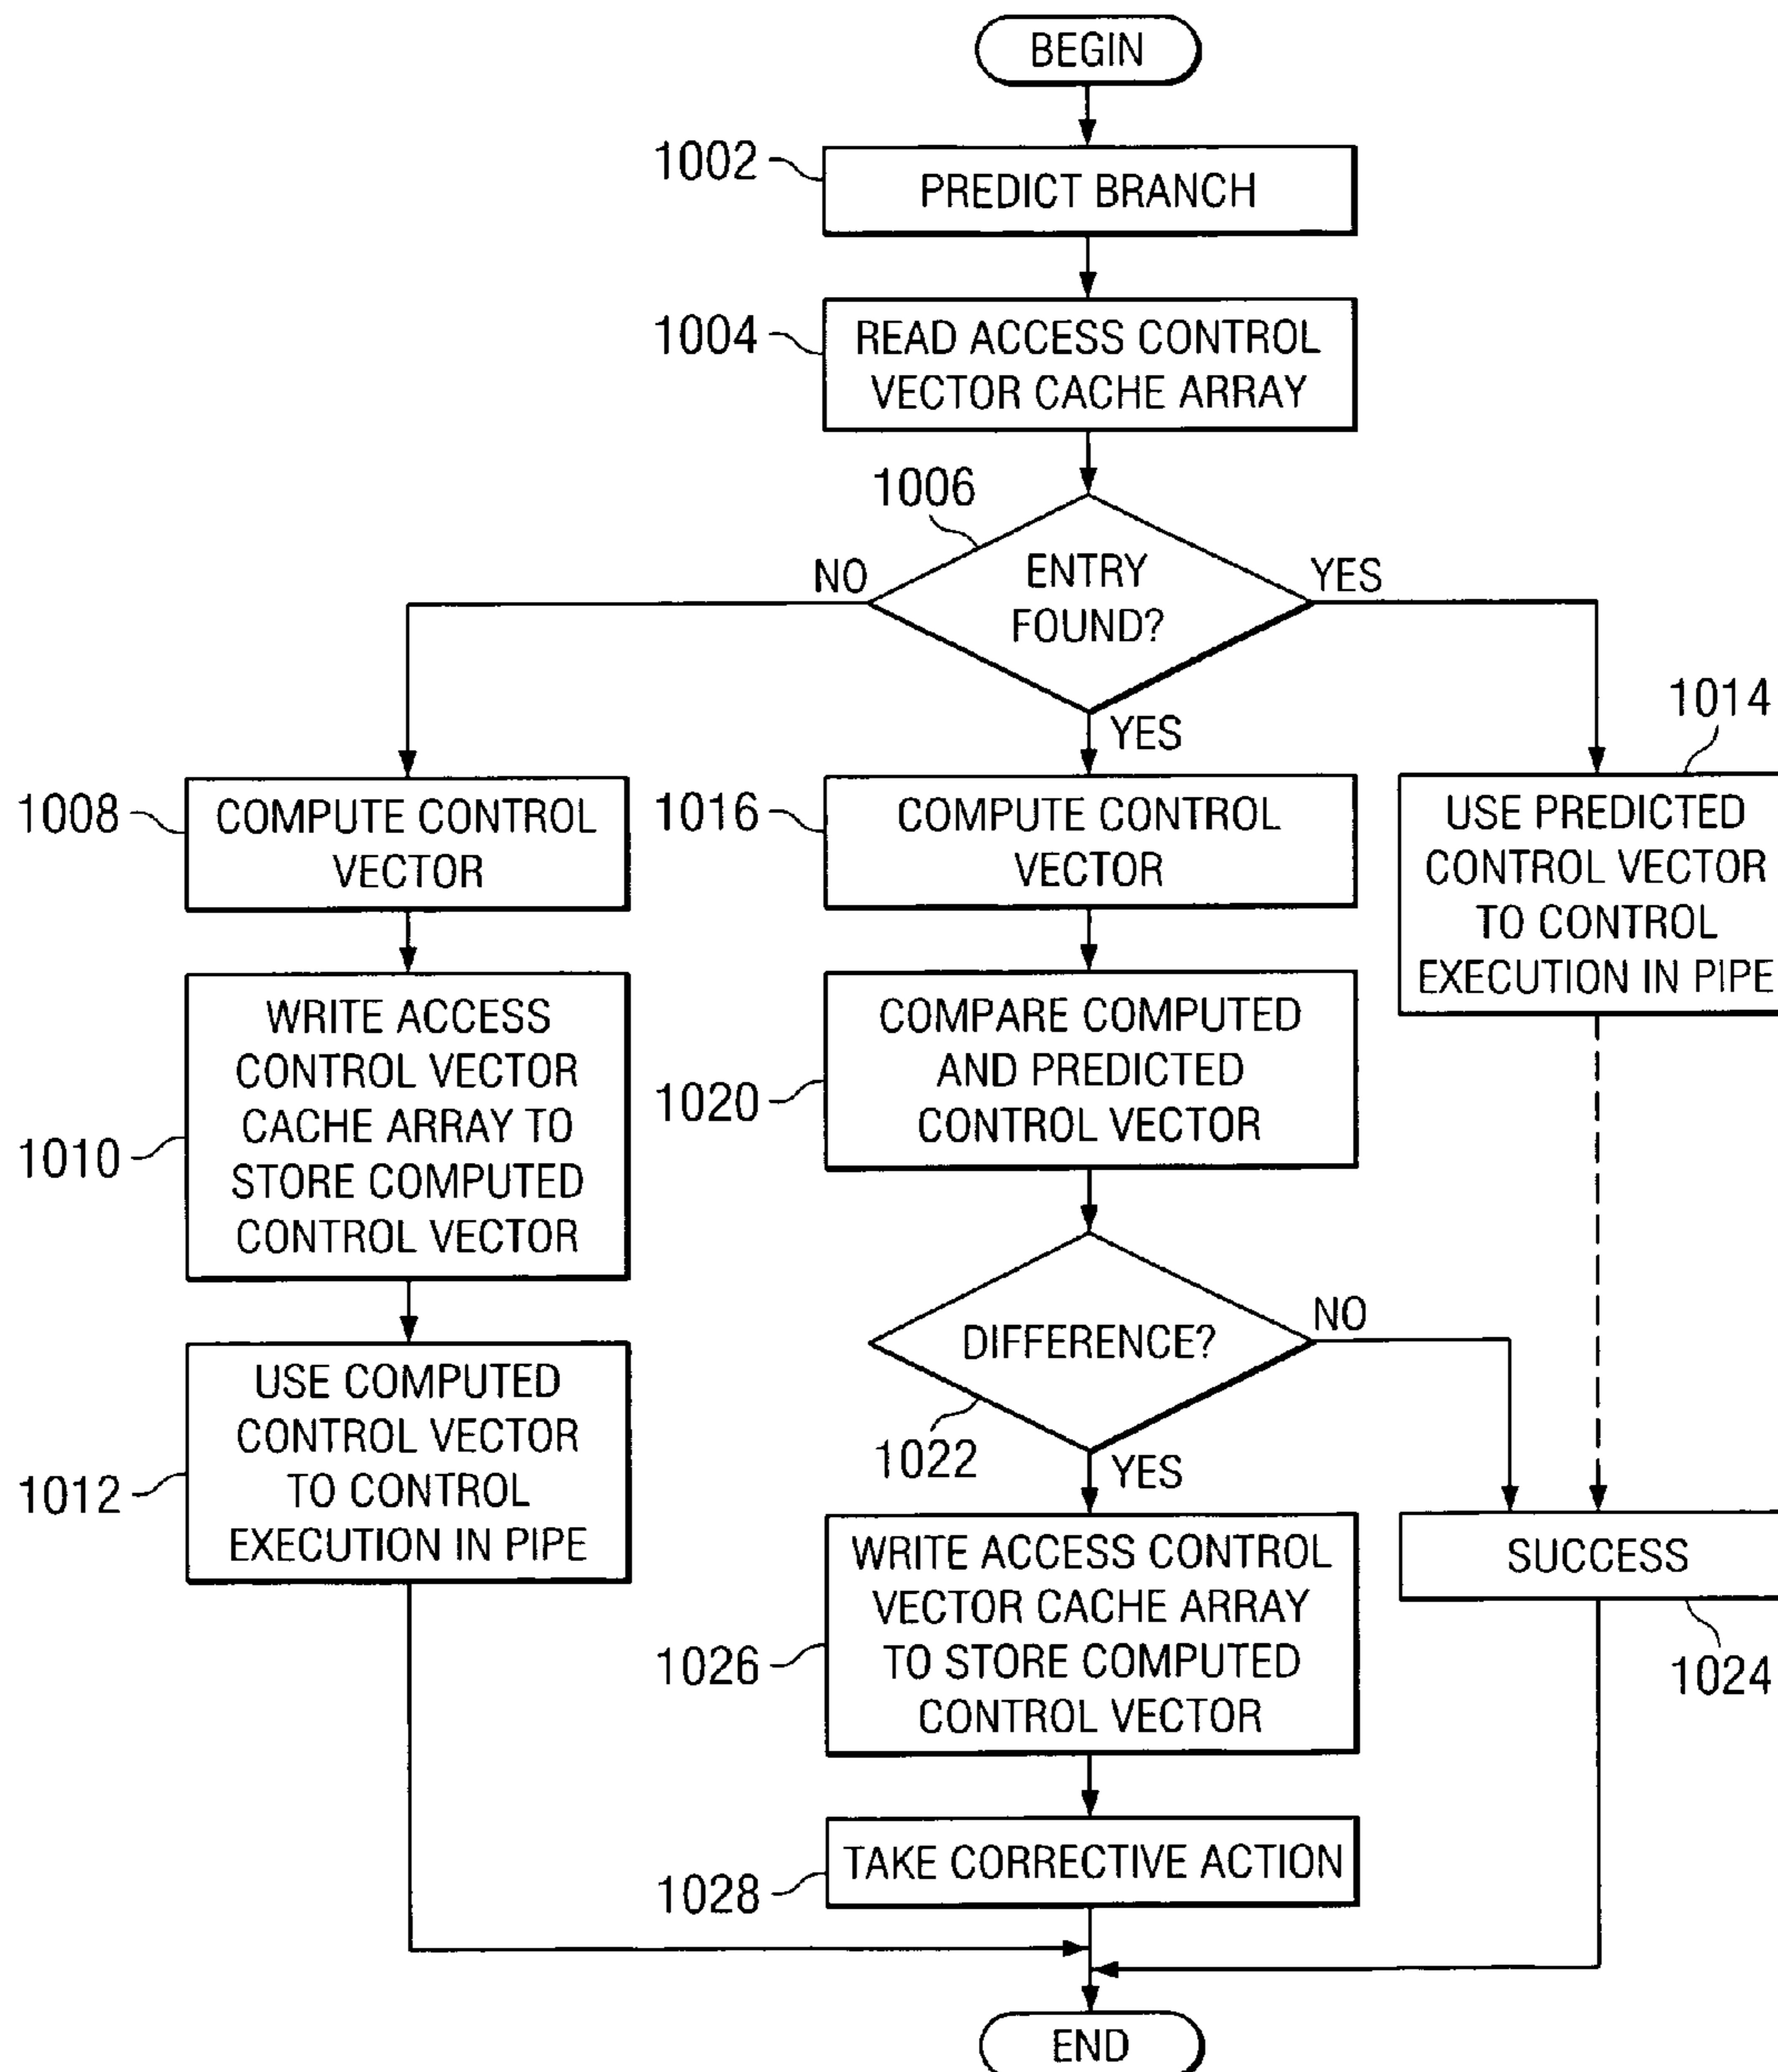 BEGIN
1002
PREDICT BRANCH
1004
READ ACCESS CONTROL
VECTOR CACHE ARRAY
1006
ENTRY
FOUND?
NO
YES
YES
1008
COMPUTE CONTROL
VECTOR
1010
WRITE ACCESS
CONTROL VECTOR
CACHE ARRAY TO
STORE COMPUTED
CONTROL VECTOR
1012
USE COMPUTED
CONTROL VECTOR
TO CONTROL
EXECUTION IN PIPE
1016
COMPUTE CONTROL
VECTOR
1020
COMPARE COMPUTED
AND PREDICTED
CONTROL VECTOR
DIFFERENCE?
1022
NO
YES
1026
WRITE ACCESS CONTROL
VECTOR CACHE ARRAY
TO STORE COMPUTED
CONTROL VECTOR
1028
TAKE CORRECTIVE ACTION
1014
USE PREDICTED
CONTROL VECTOR
TO CONTROL
EXECUTION IN PIPE
SUCCESS
1024
END